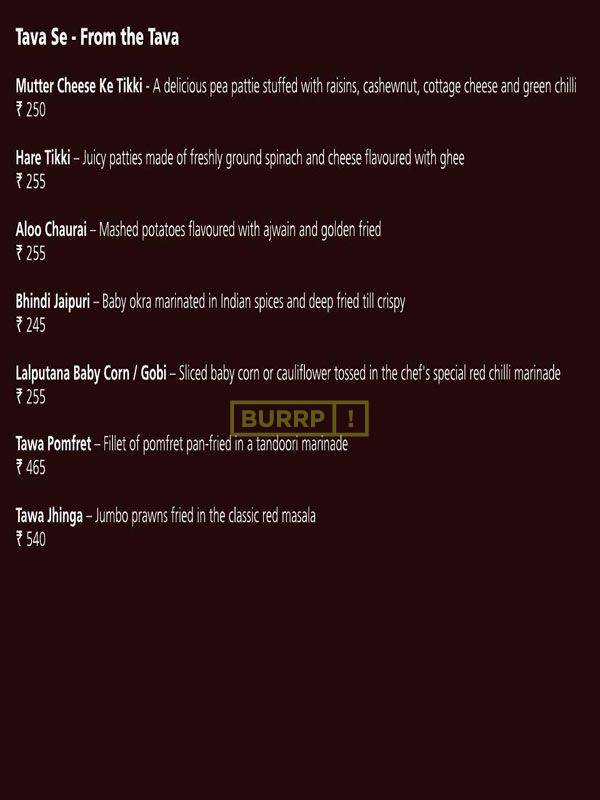 Tava Se - From the Tava
Mutter Cheese Ke Tikki - A delicious pea pattie stuffed with raisins, cashewnut, cottage cheese and green chilli
₹ 250
Hare Tikki – Juicy patties made of freshly ground spinach and cheese flavoured with ghee
₹ 255
Aloo Chaurai – Mashed potatoes flavoured with ajwain and golden fried
₹ 255
Bhindi Jaipuri – Baby okra marinated in Indian spices and deep fried till crispy
₹ 245
Lalputana Baby Corn / Gobi – Sliced baby corn or cauliflower tossed in the chef's special red chilli marinade
₹ 255
BURRP!
Tawa Pomfret – Fillet of pomfret pan-fried in a tandoori marinade
₹ 465
Tawa Jhinga – Jumbo prawns fried in the classic red masala
₹ 540